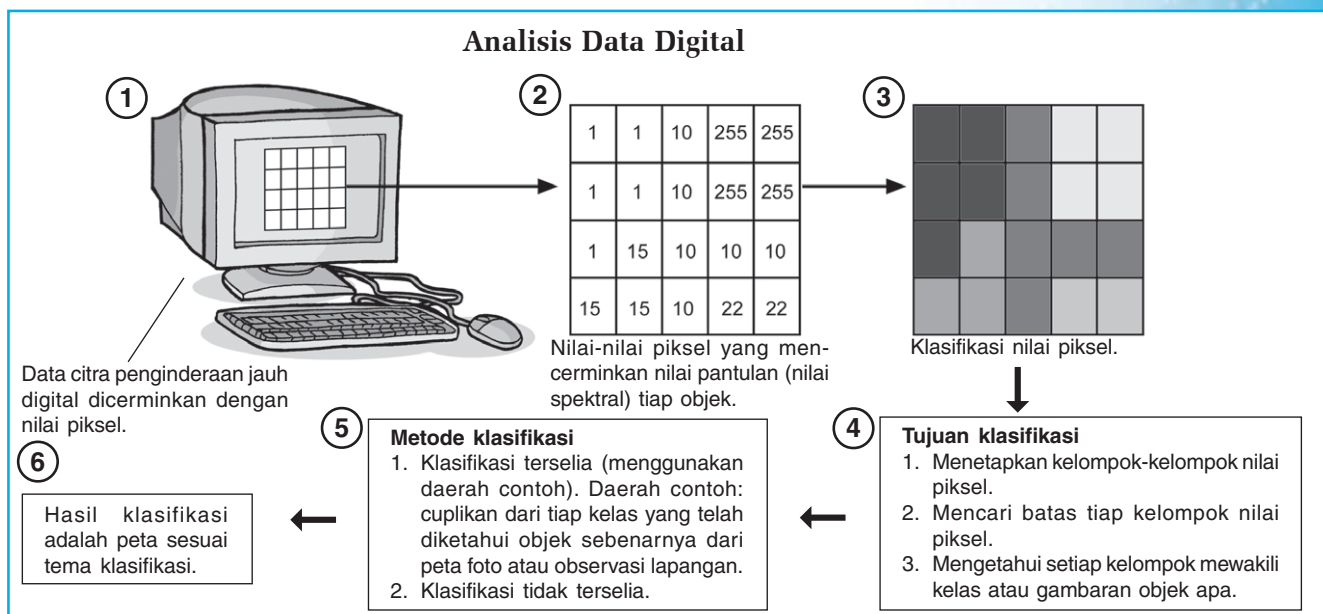 Analisis Data Digital
1
Data citra penginderaan jauh
digital dicerminkan dengan
nilai piksel.
2
1 1 10 255 255
1 1 10 255 255
1 15 10 10 10
15 15 10 22 22
Nilai-nilai piksel yang men-
cerminkan nilai pantulan (nilai
spektral) tiap objek.
3
Klasifikasi nilai piksel.
4
Tujuan klasifikasi
1. Menetapkan kelompok-kelompok nilai
piksel.
2. Mencari batas tiap kelompok nilai
piksel.
3. Mengetahui setiap kelompok mewakili
kelas atau gambaran objek apa.
5
Metode klasifikasi
1. Klasifikasi terselia (menggunakan
daerah contoh). Daerah contoh:
cuplikan dari tiap kelas yang telah
diketahui objek sebenarnya dari
peta foto atau observasi lapangan.
2. Klasifikasi tidak terselia.
6
Hasil klasifikasi
adalah peta sesuai
tema klasifikasi.